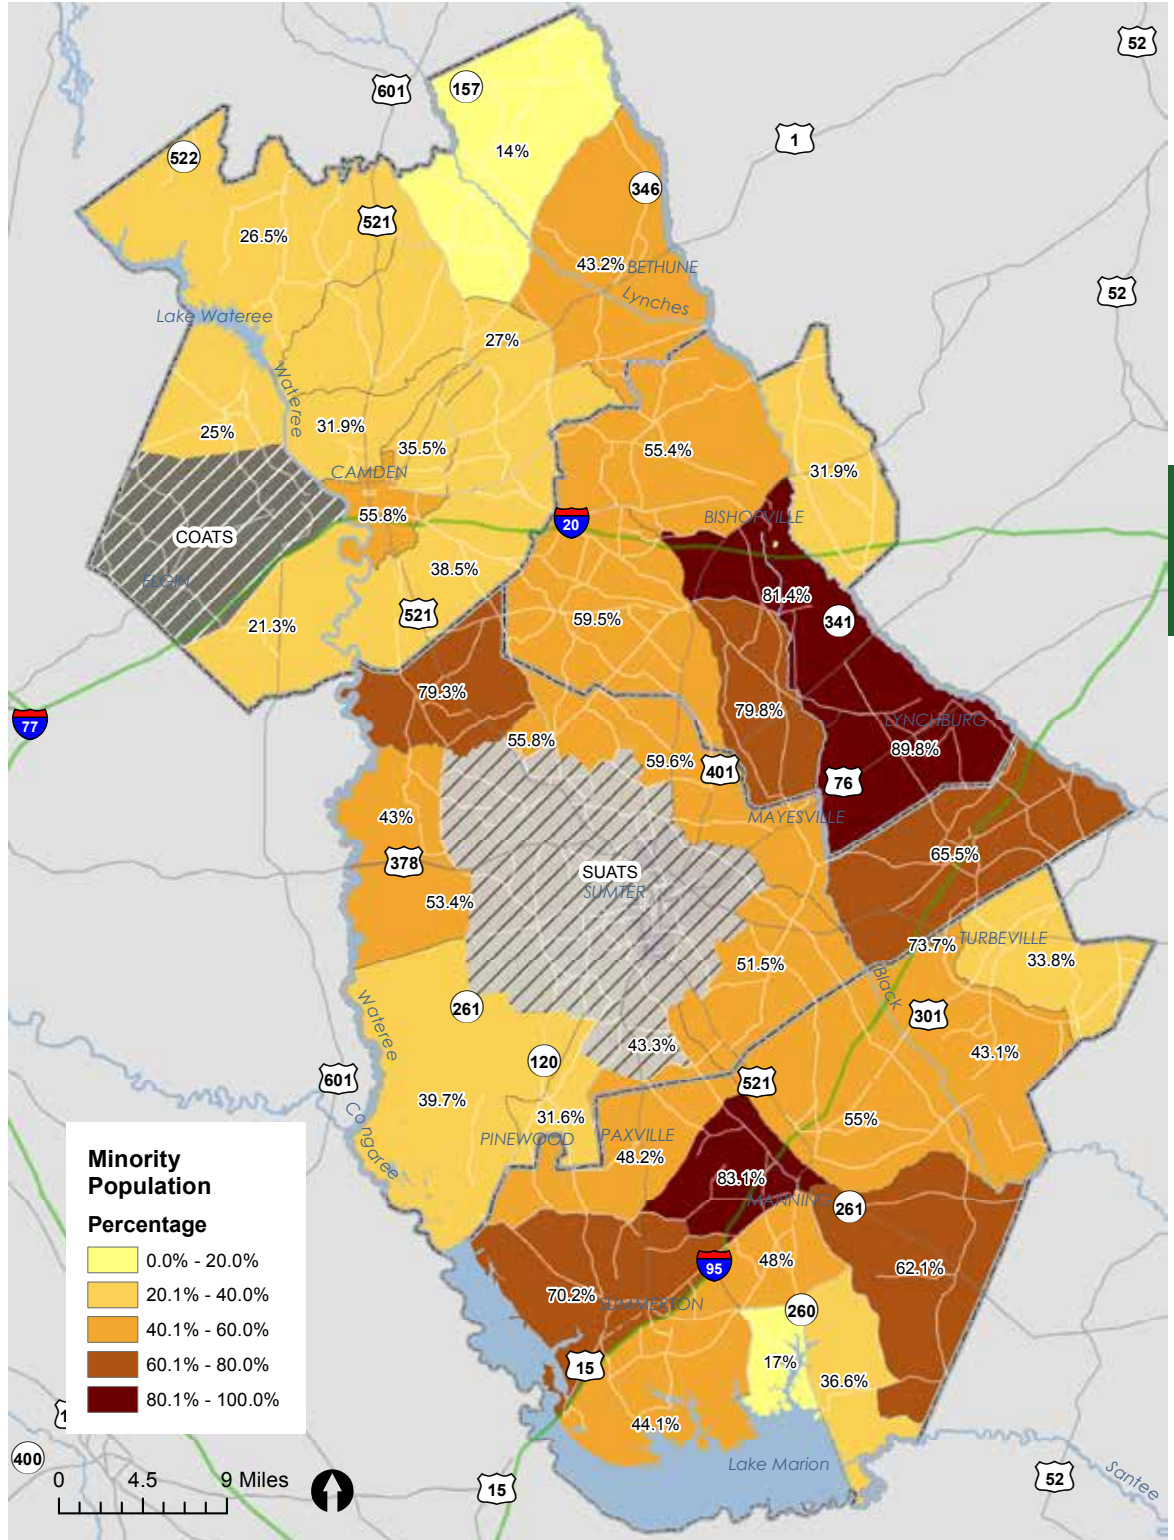 52
601
157
1
522
14%
346
521
26.5%
43.2%
BETHUNE
52
Lynches
Lake Wateree
27%
Wateree
25%
31.9%
35.5%
55.4%
31.9%
CAMDEN
55.8%
BISHOPVILLE
20
COATS
38.5%
ELGIN
81.4%
521
59.5%
341
21.3%
79.3%
79.8%
77
LYNCHBURG
55.8%
89.8%
59.6%
401
76
43%
MAYESVILLE
378
65.5%
SUATS
SUMTER
53.4%
73.7%
TURBEVILLE
51.5%
33.8%
Black
261
301
Wateree
43.3%
43.1%
120
601
521
39.7%
Congaree
31.6%
55%
PINEWOOD
PAXVILLE
48.2%
83.1%
MANNING
261
95
48%
62.1%
70.2%
SUMMERTON
260
15
17%
36.6%
44.1%
Lake Marion
Santee
52
15
Minority
Population
Percentage
0.0% - 20.0%
20.1% - 40.0%
40.1% - 60.0%
60.1% - 80.0%
80.1% - 100.0%
400
0 4.5 9 Miles